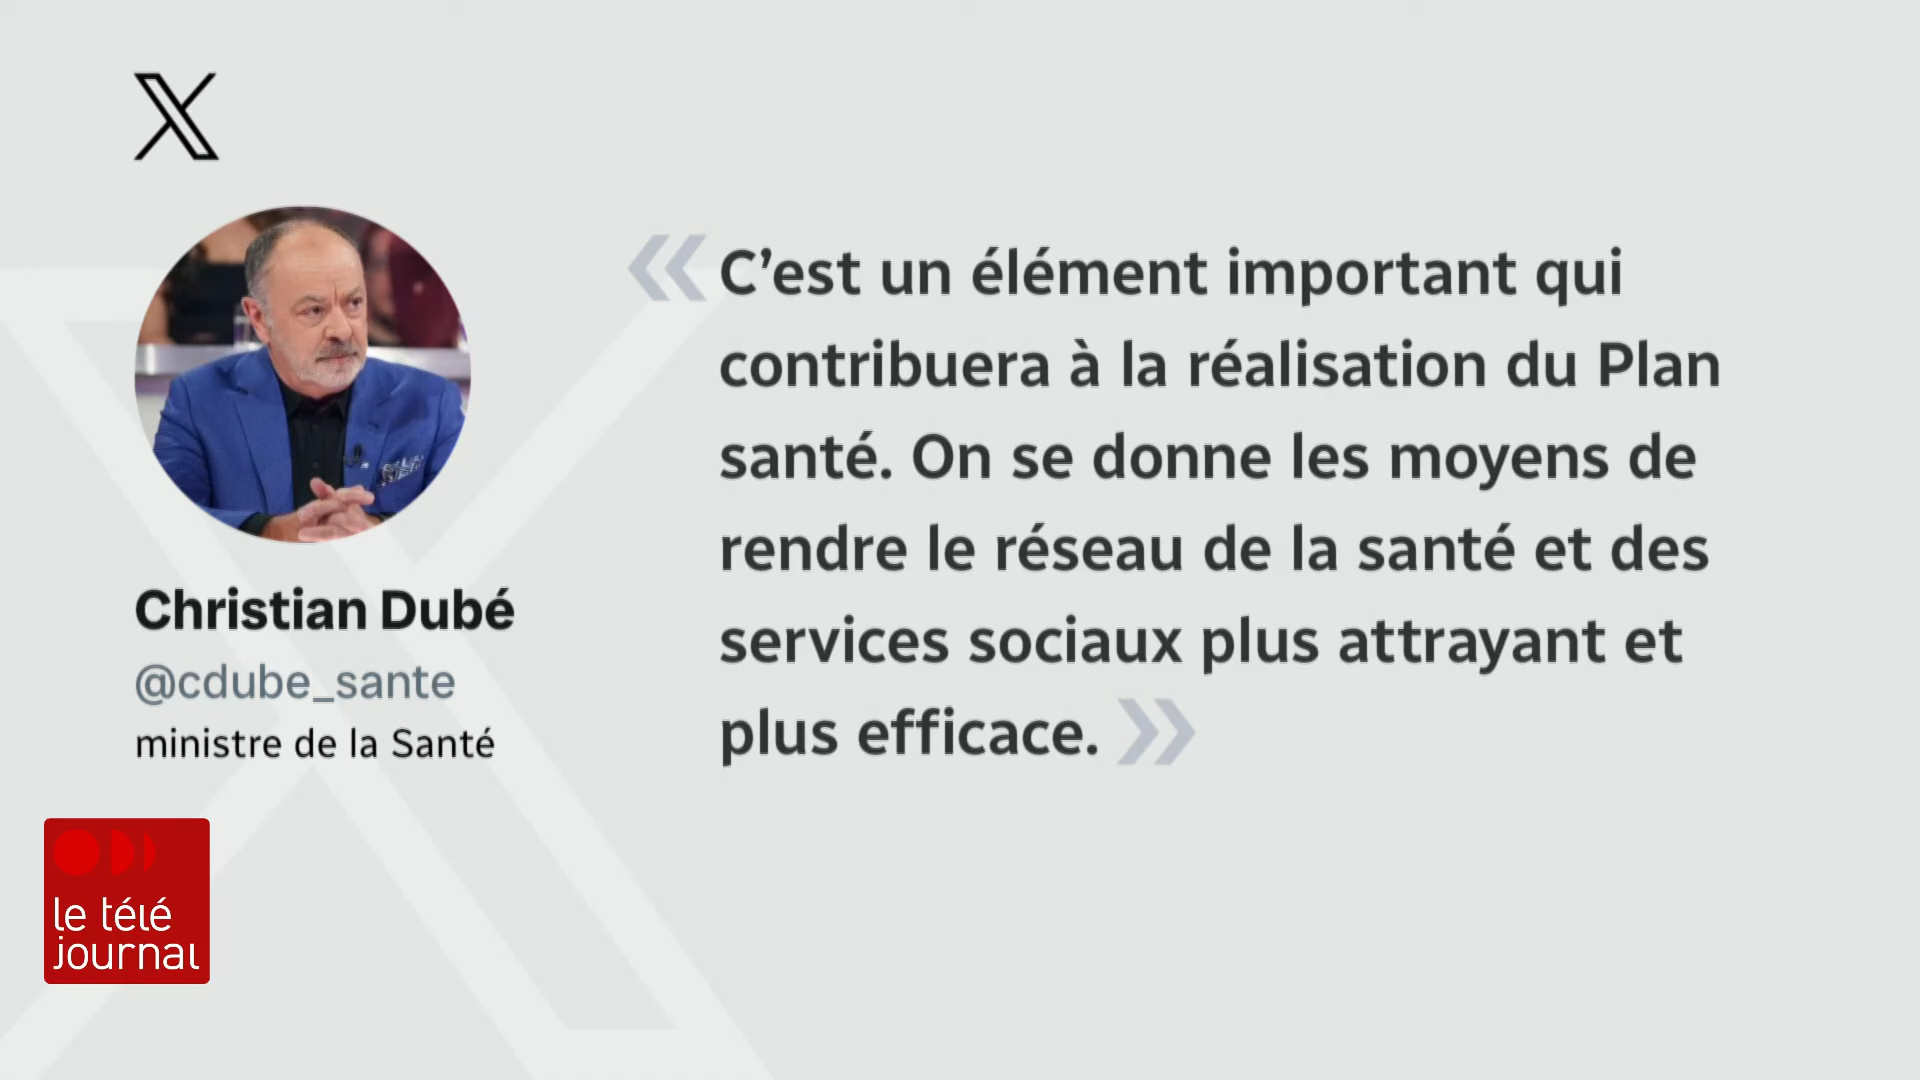 X
Christian Dubé
@cdube_sante
ministre de la Santé
« C’est un élément important qui
contribuera à la réalisation du Plan
santé. On se donne les moyens de
rendre le réseau de la santé et des
services sociaux plus attrayant et
plus efficace. »
le télé
journal